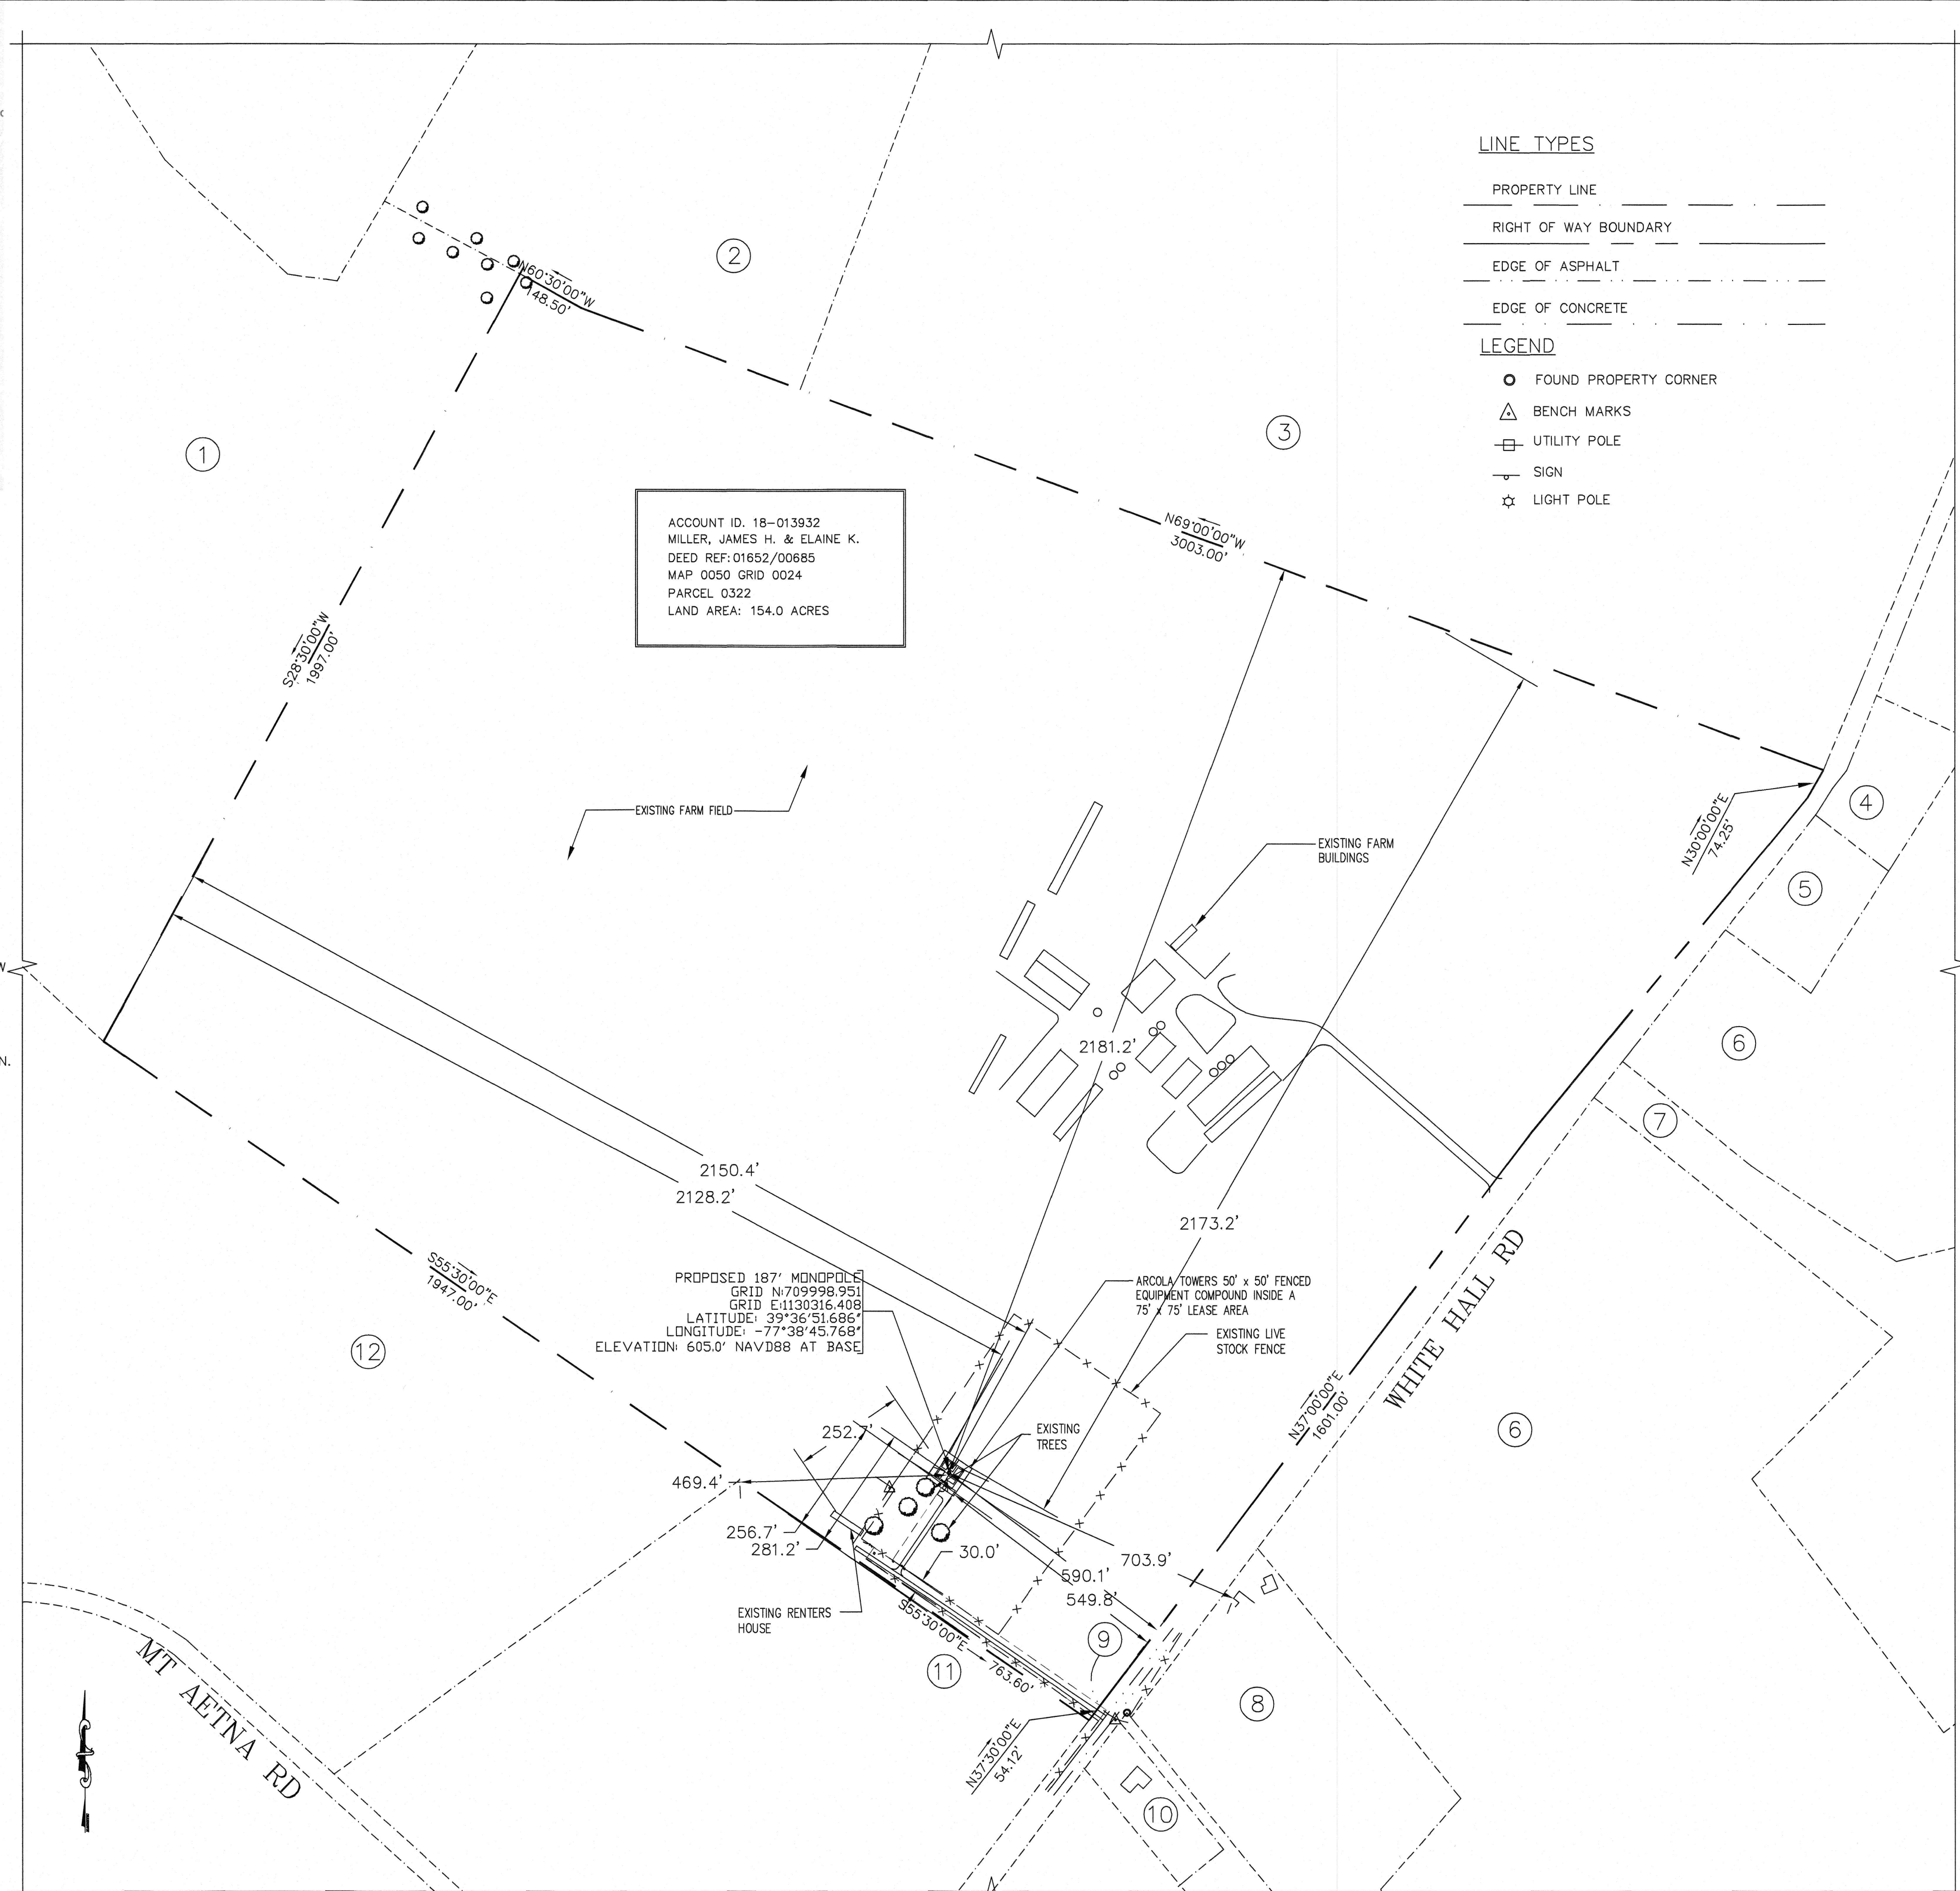 LINE TYPES
PROPERTY LINE
RIGHT OF WAY BOUNDARY
EDGE OF ASPHALT
EDGE OF CONCRETE
LEGEND
FOUND PROPERTY CORNER
BENCH MARKS
UTILITY POLE
SIGN
LIGHT POLE
2
N60°30'00"W
148.50'
3
1
ACCOUNT ID. 18-013932
MILLER, JAMES H. & ELAINE K.
DEED REF: 01652/00685
MAP 0050 GRID 0024
PARCEL 0322
LAND AREA: 154.0 ACRES
N69°00'00"W
3003.00'
S28°30'00"W
1997.00'
EXISTING FARM FIELD
EXISTING FARM
BUILDINGS
N30°00'00"E
74.25'
4
5
6
7
W
N.
2181.2'
2150.4'
2128.2'
2173.2'
S55°30'00"E
1947.00'
PROPOSED 187' MONOPOLE
GRID N:709998.951
GRID E:1130316.408
LATITUDE: 39°36'51.686"
LONGITUDE: -77°38'45.768"
ELEVATION: 605.0' NAVD88 AT BASE
ARCOLA TOWERS 50' x 50' FENCED
EQUIPMENT COMPOUND INSIDE A
75' x 75' LEASE AREA
EXISTING LIVE
STOCK FENCE
WHITE HALL RD
N37°00'00"E
1601.00'
12
6
252.7'
EXISTING
TREES
469.4'
256.7'
281.2'
30.0'
703.9'
590.1'
549.8'
EXISTING RENTERS
HOUSE
S55°30'00"E
763.60'
9
11
8
MT AETNA RD
N37°30'00"E
54.12'
10